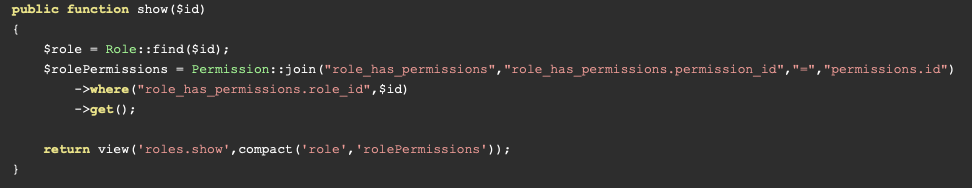 public function show($id)
{
    $role = Role::find($id);
    $rolePermissions = Permission::join("role_has_permissions","role_has_permissions.permission_id","=","permissions.id")
        ->where("role_has_permissions.role_id",$id)
        ->get();

    return view('roles.show',compact('role','rolePermissions'));
}